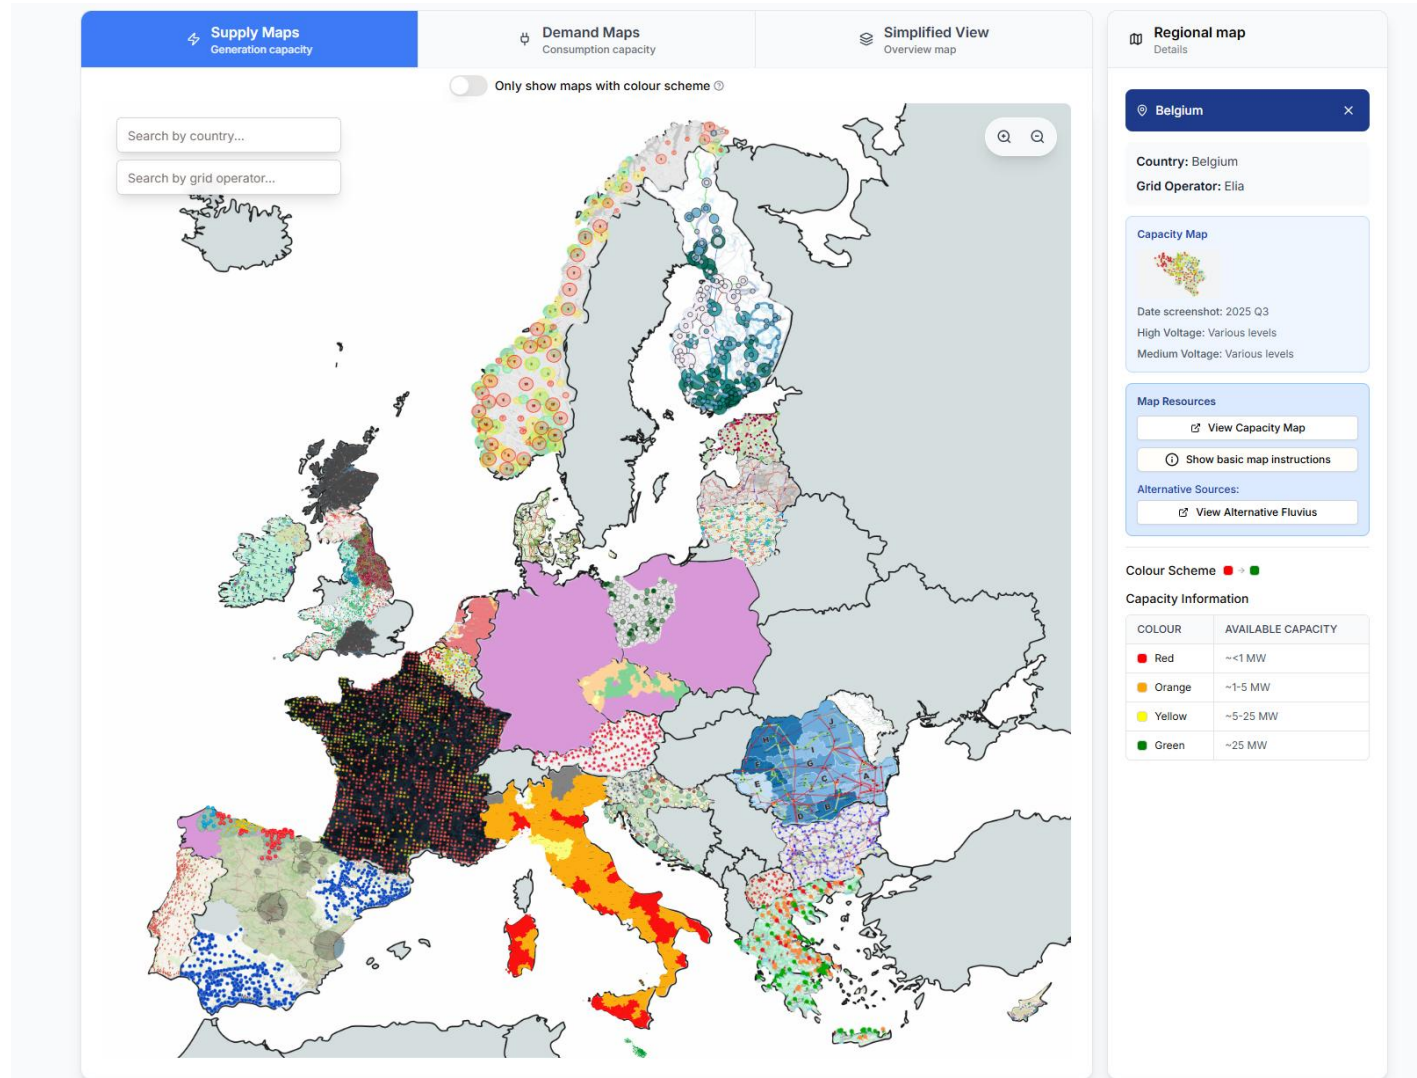 Supply Maps
Generation capacity
Demand Maps
Consumption capacity
Simplified View
Overview map
Only show maps with colour scheme
Search by country...
Search by grid operator...
Regional map
Details
Belgium
Country: Belgium
Grid Operator: Elia
Capacity Map
Date screenshot: 2025 Q3
High Voltage: Various levels
Medium Voltage: Various levels
Map Resources
View Capacity Map
Show basic map instructions
Alternative Sources:
View Alternative Fluvius
Colour Scheme
Capacity Information
COLOUR AVAILABLE CAPACITY
Red ~<1 MW
Orange ~1-5 MW
Yellow ~5-25 MW
Green ~25 MW
J
H
G
C
E
A
B
D